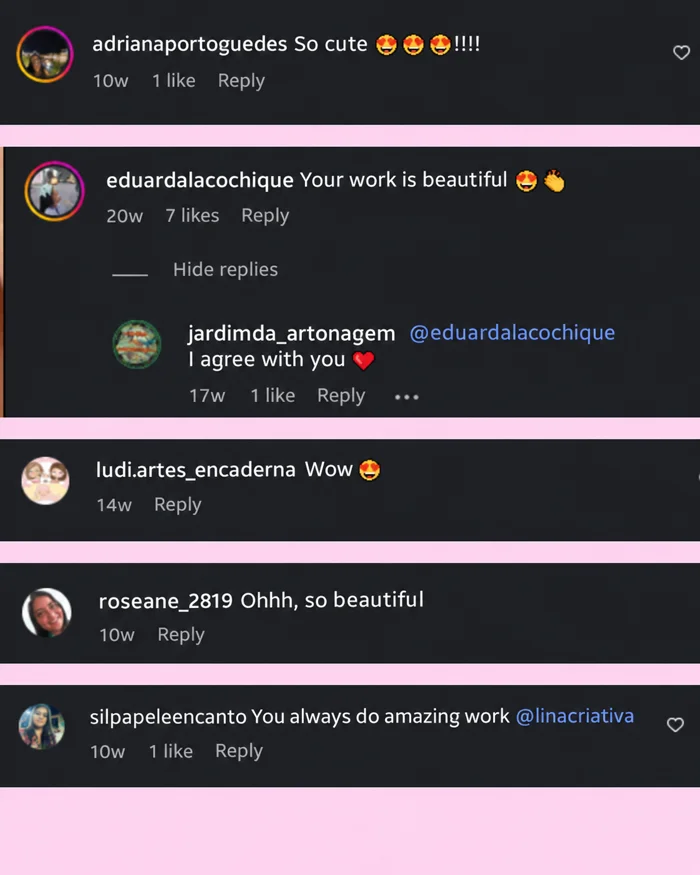 adrianaportoguedes So cute 😍😍😍!!!!
10w 1 like Reply
eduardalacochique Your work is beautiful 😍👏
20w 7 likes Reply
Hide replies
jardimda_artonagem @eduardalacochique
I agree with you ❤️
17w 1 like Reply ...
ludi.artes_encaderna Wow 😍
14w Reply
roseane_2819 Ohhh, so beautiful
10w Reply
silpapeleencanto You always do amazing work @linacriativa
10w 1 like Reply